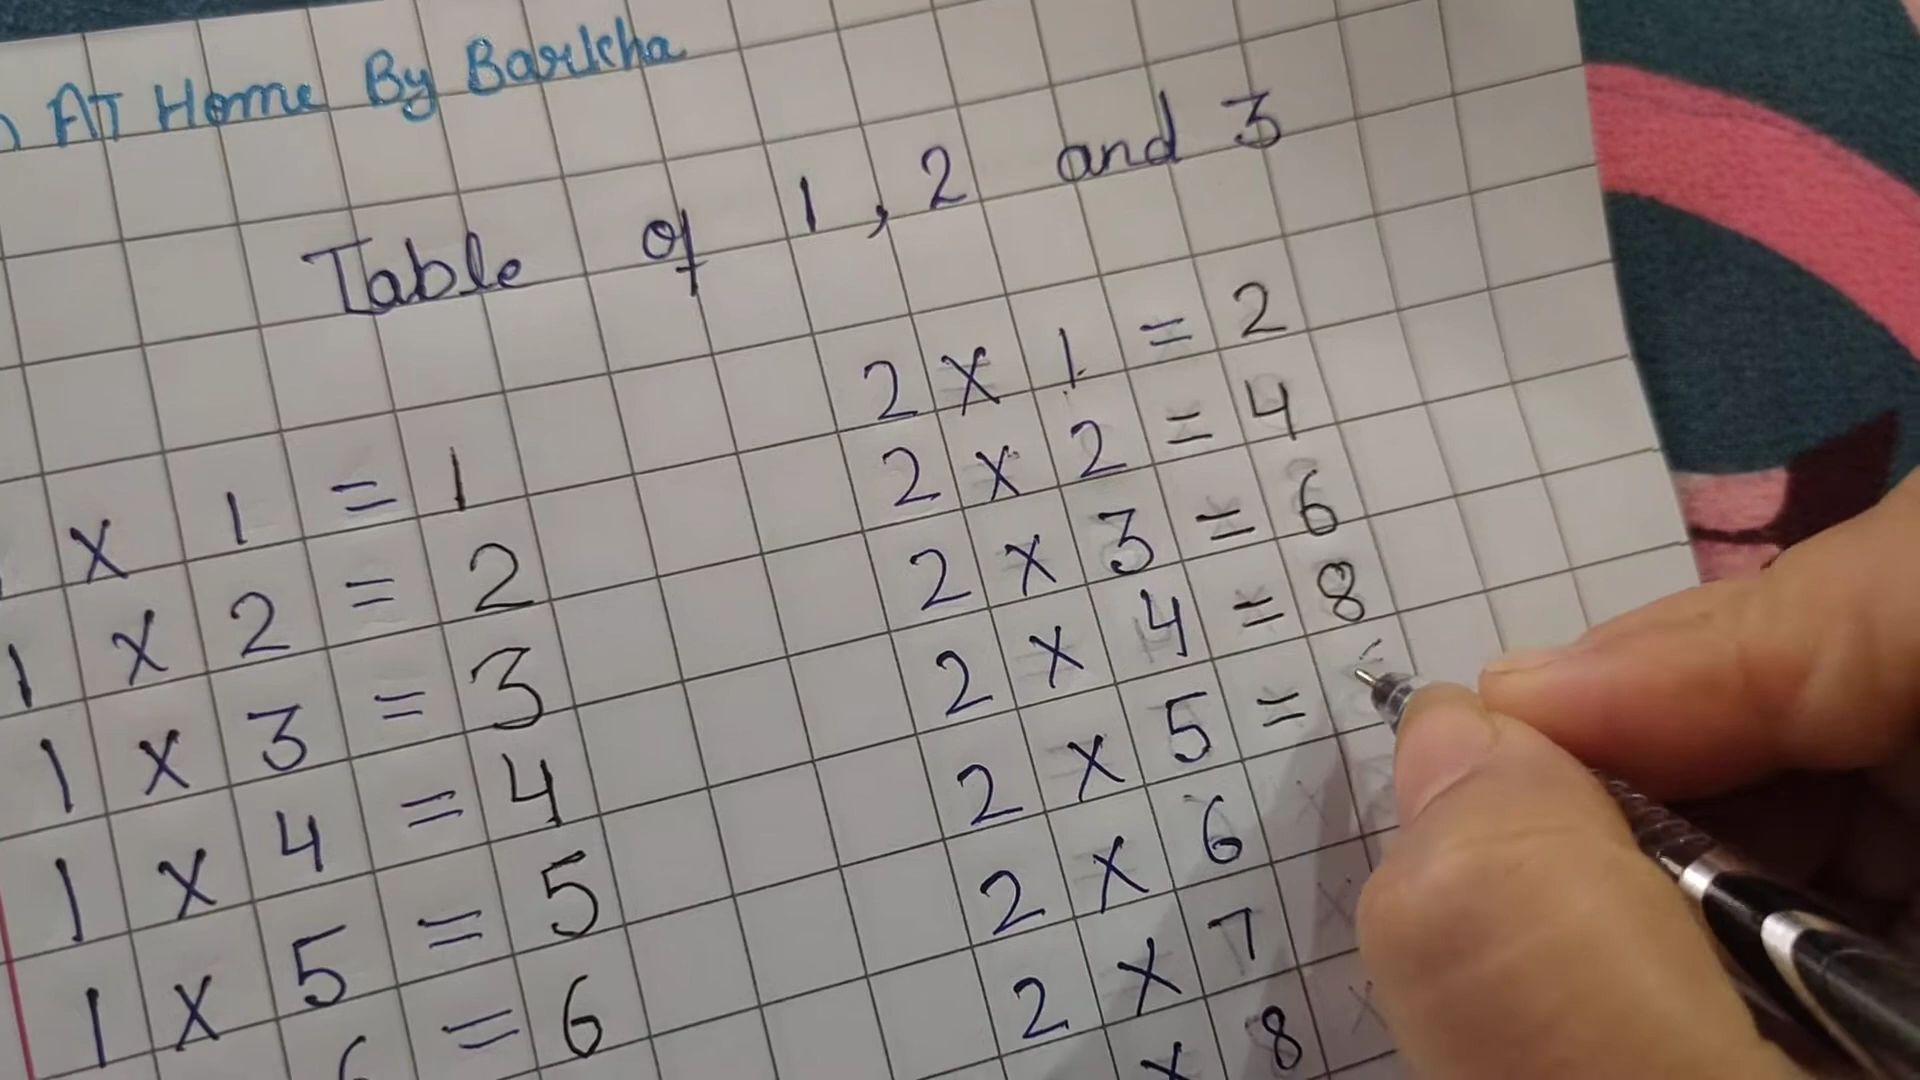 AT Home By Barkha
Table of 1, 2 and 3
x 1 = 1
1 x 2 = 2
1 x 3 = 3
1 x 4 = 4
1 x 5 = 5
6 = 6
2 x 1 = 2
2 x 2 = 4
2 x 3 = 6
2 x 4 = 8
2 x 5 =
2 x 6
2 x 7
x 8